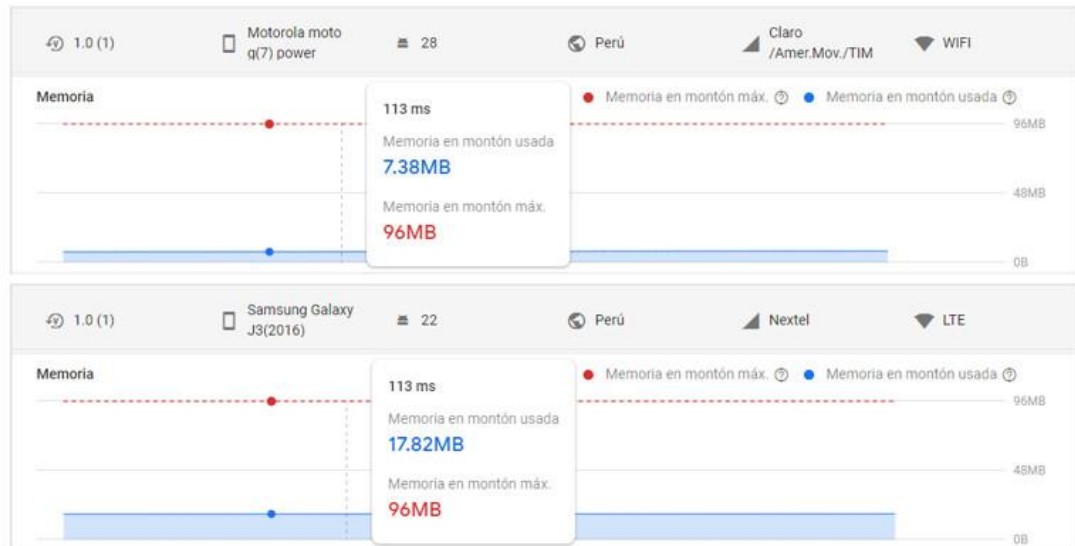 1.0 (1)
Motorola moto
g(7) power
28
Perú
Claro
/Amer.Mov./TIM
WIFI
Memoria
113 ms
Memoria en montón máx.
Memoria en montón usada
96MB
Memoria en montón usada
7.38MB
48MB
Memoria en montón máx.
96MB
0B
1.0 (1)
Samsung Galaxy
J3(2016)
22
Perú
Nextel
LTE
Memoria
113 ms
Memoria en montón máx.
Memoria en montón usada
96MB
Memoria en montón usada
17.82MB
48MB
Memoria en montón máx.
96MB
0B